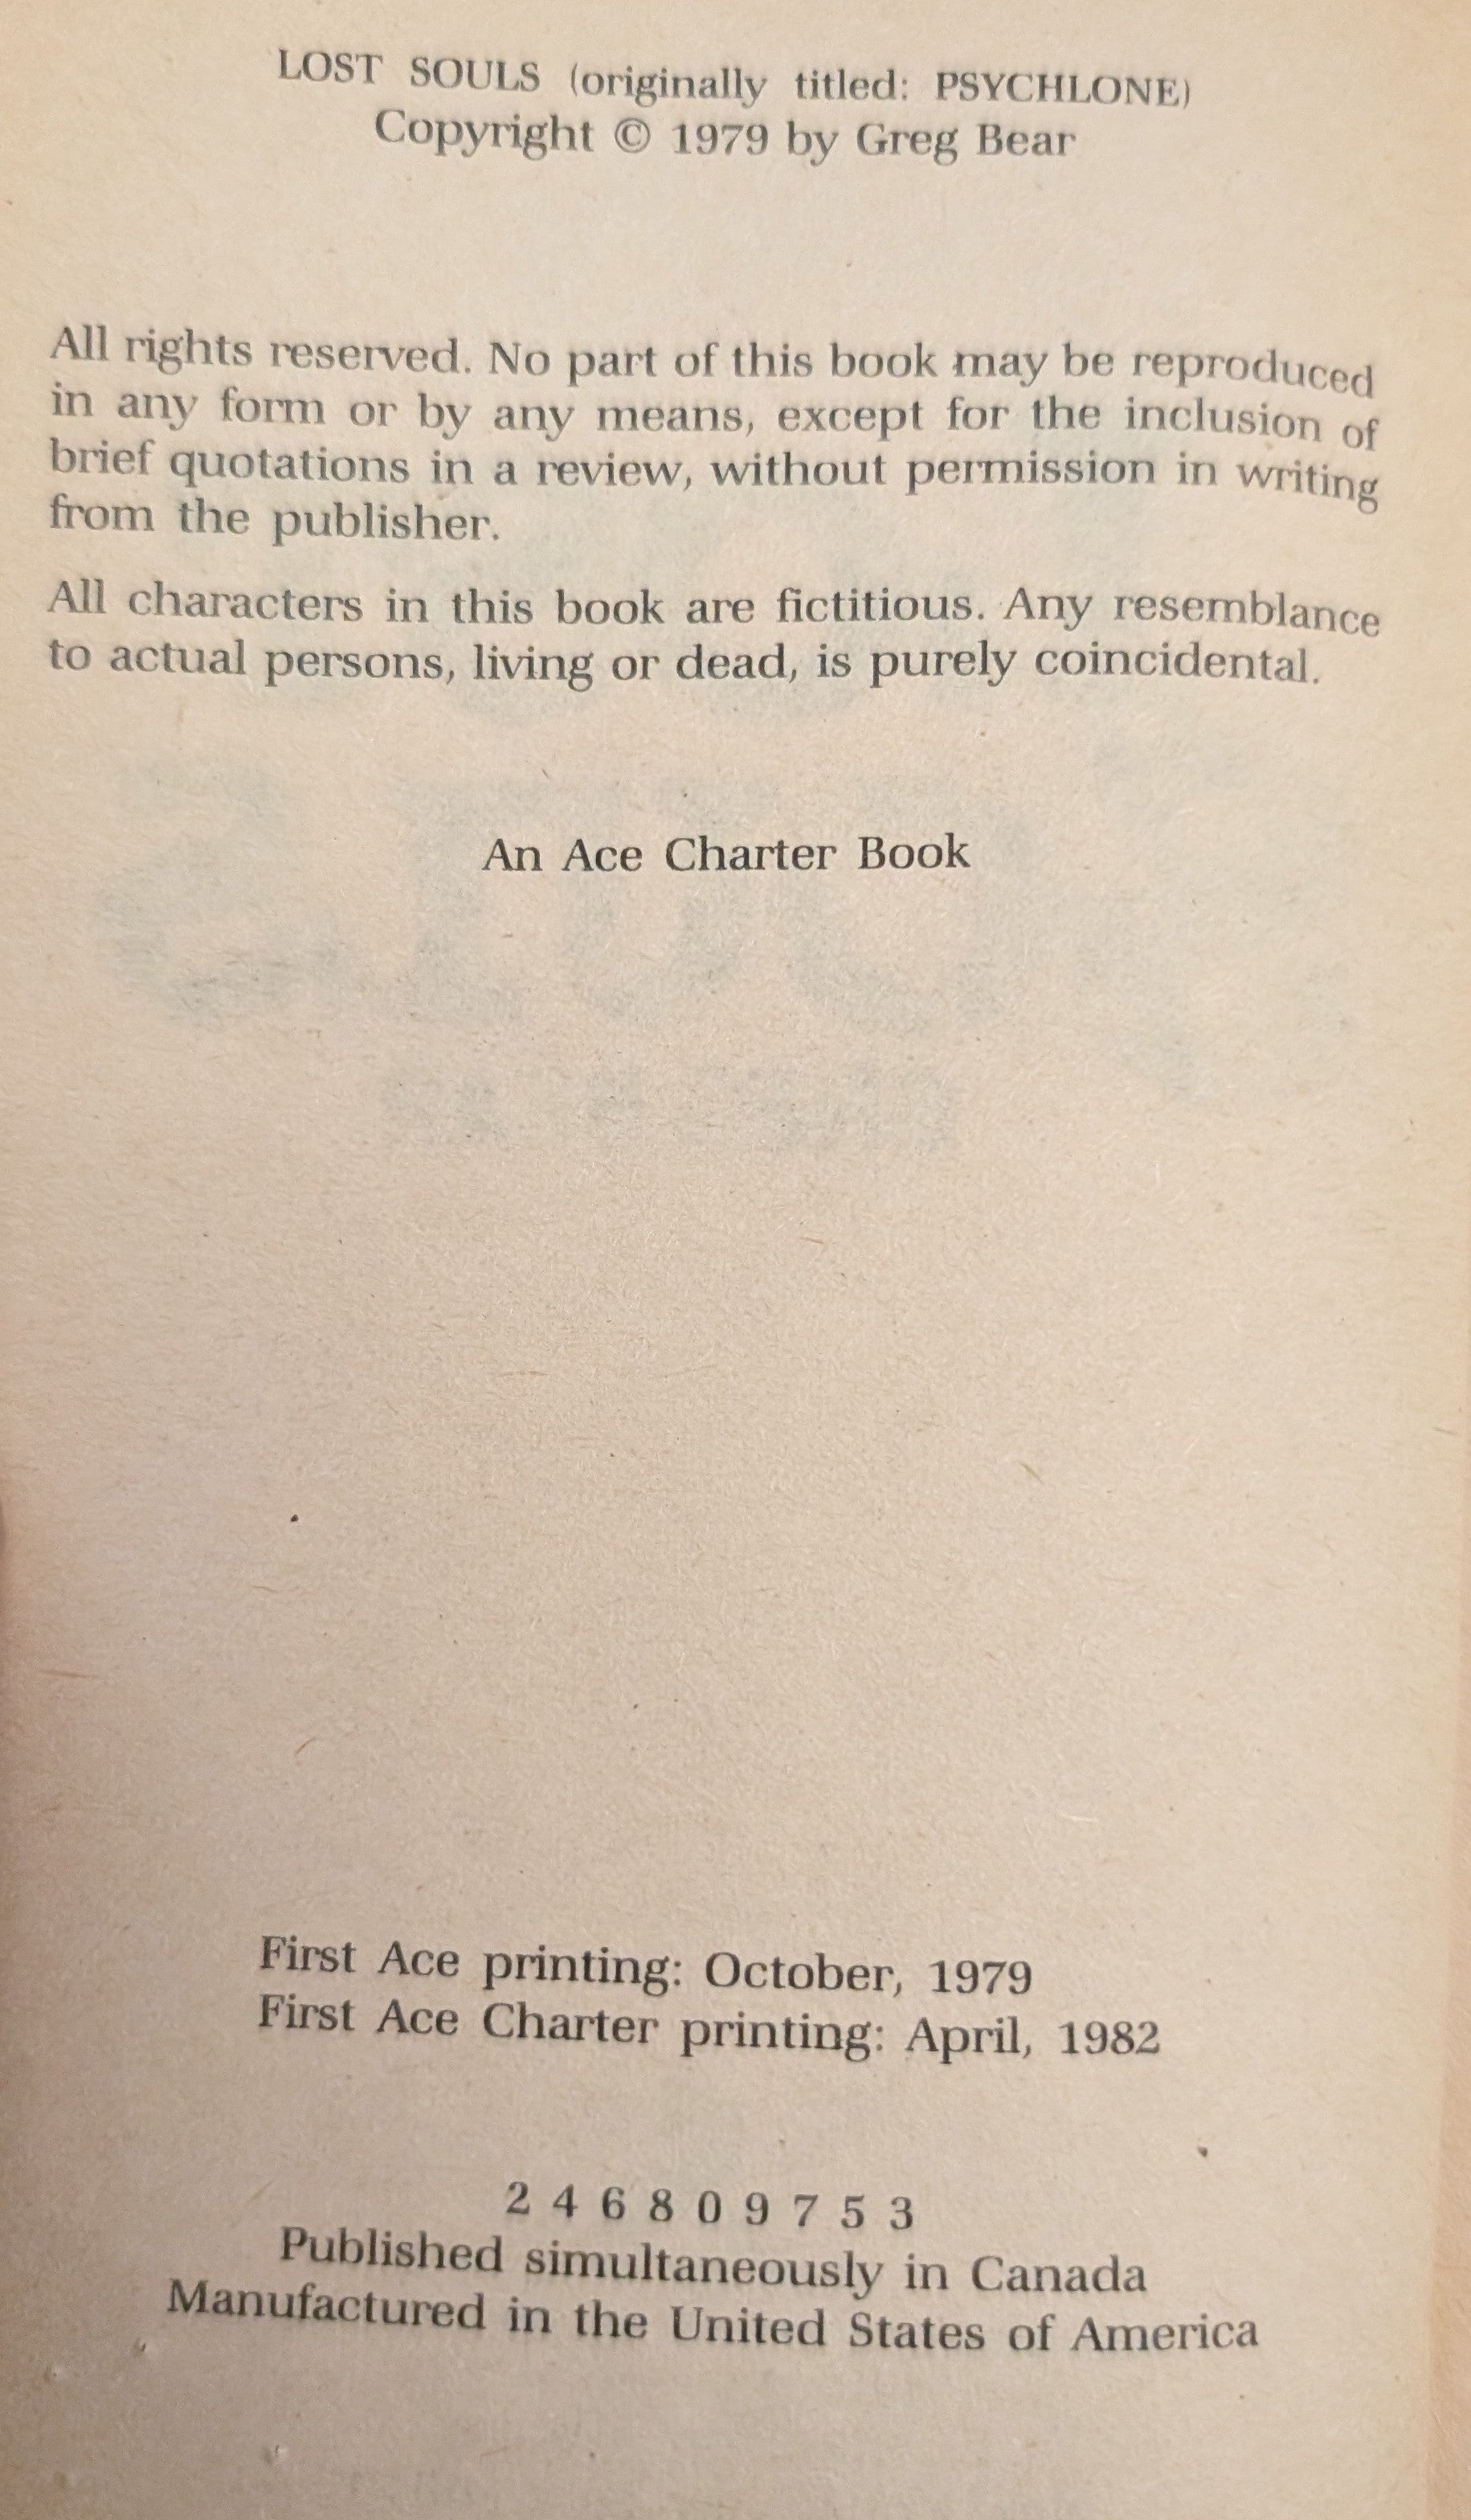 LOST SOULS (originally titled: PSYCHLONE)
Copyright © 1979 by Greg Bear
All rights reserved. No part of this book may be reproduced
in any form or by any means, except for the inclusion of
brief quotations in a review, without permission in writing
from the publisher.
All characters in this book are fictitious. Any resemblance
to actual persons, living or dead, is purely coincidental.
An Ace Charter Book
First Ace printing: October, 1979
First Ace Charter printing: April, 1982
2 4 6 8 0 9 7 5 3
Published simultaneously in Canada
Manufactured in the United States of America